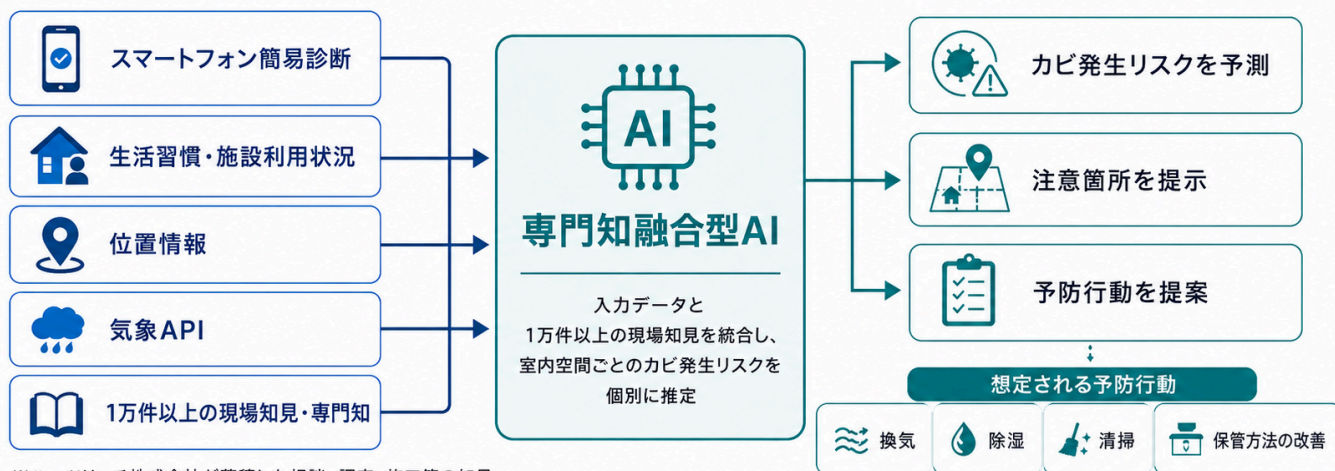 スマートフォン簡易診断
生活習慣・施設利用状況
位置情報
気象API
1万件以上の現場知見・専門知
AI
専門知融合型AI
入力データと
1万件以上の現場知見を統合し、
室内空間ごとのカビ発生リスクを
個別に推定
カビ発生リスクを予測
注意箇所を提示
予防行動を提案
想定される予防行動
換気
除湿
清掃
保管方法の改善